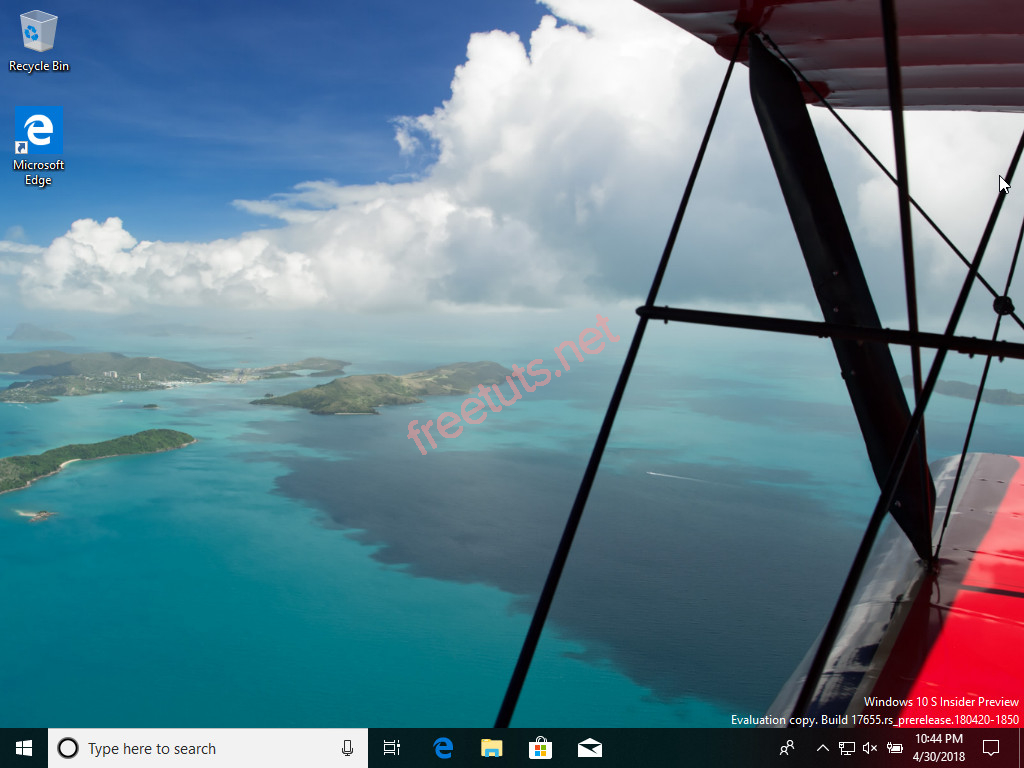 Recycle Bin
Microsoft
Edge
freetuts.net
Windows 10 S Insider Preview
Evaluation copy. Build 17655.rs_prerelease.180420-1850
Type here to search
10:44 PM
4/30/2018